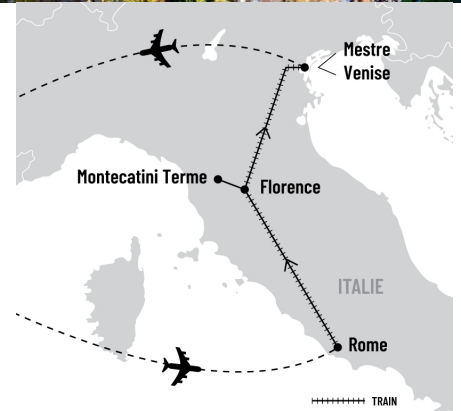 Mestre
Venise
Montecatini Terme
Florence
ITALIE
Rome
TRAIN